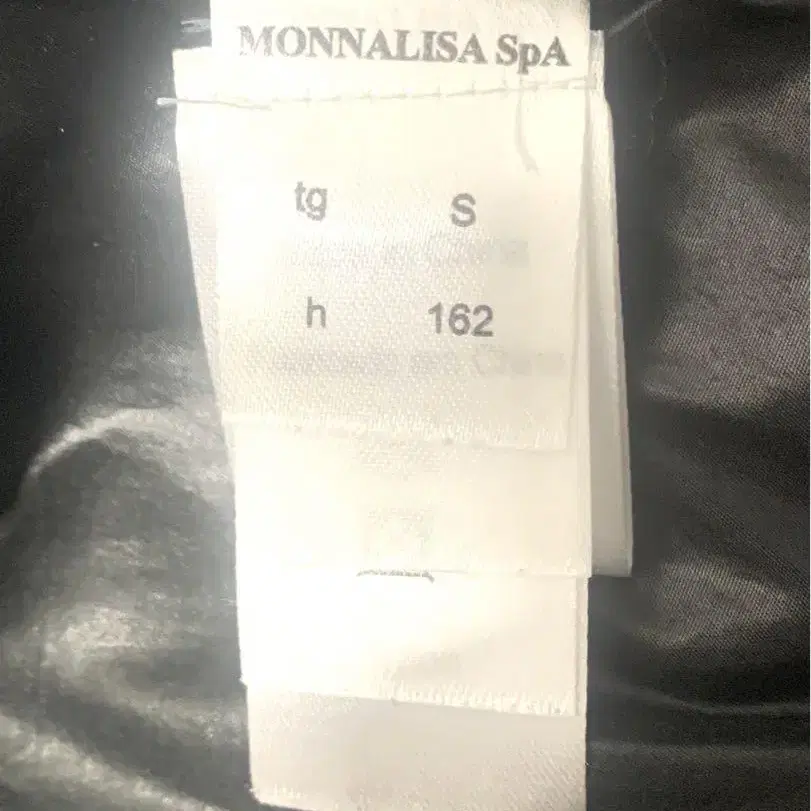 MONNALISA SpA
tg S
h 162